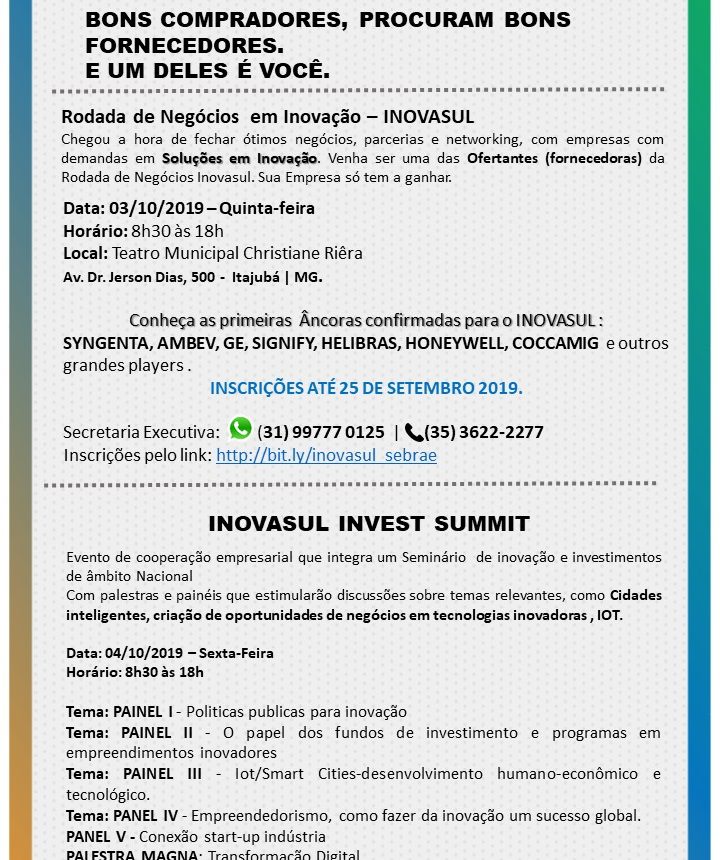 BONS COMPRADORES, PROCURAM BONS
FORNECEDORES.
E UM DELES É VOCÊ.
Rodada de Negócios em Inovação – INOVASUL
Chegou a hora de fechar ótimos negócios, parcerias e networking, com empresas com
demandas em Soluções em Inovação. Venha ser uma das Ofertantes (fornecedoras) da
Rodada de Negócios Inovasul. Sua Empresa só tem a ganhar.
Data: 03/10/2019 – Quinta-feira
Horário: 8h30 às 18h
Local: Teatro Municipal Christiane Riêra
Av. Dr. Jerson Dias, 500 - Itajubá | MG.
Conheça as primeiras Âncoras confirmadas para o INOVASUL :
SYNGENTA, AMBEV, GE, SIGNIFY, HELIBRAS, HONEYWELL, COCCAMIG e outros
grandes players .
INSCRIÇÕES ATÉ 25 DE SETEMBRO 2019.
Secretaria Executiva: (31) 99777 0125 | (35) 3622-2277
Inscrições pelo link: http://bit.ly/inovasul_sebrae
INOVASUL INVEST SUMMIT
Evento de cooperação empresarial que integra um Seminário de inovação e investimentos
de âmbito Nacional
Com palestras e painéis que estimularão discussões sobre temas relevantes, como Cidades
inteligentes, criação de oportunidades de negócios em tecnologias inovadoras , IOT.
Data: 04/10/2019 – Sexta-Feira
Horário: 8h30 às 18h
Tema: PAINEL I - Politicas publicas para inovação
Tema: PAINEL II - O papel dos fundos de investimento e programas em
empreendimentos inovadores
Tema: PAINEL III - Iot/Smart Cities-desenvolvimento humano-econômico e
tecnológico.
Tema: PANEL IV - Empreendedorismo, como fazer da inovação um sucesso global.
PANEL V - Conexão start-up indústria
PALESTRA MAGNA: Transformação Digital